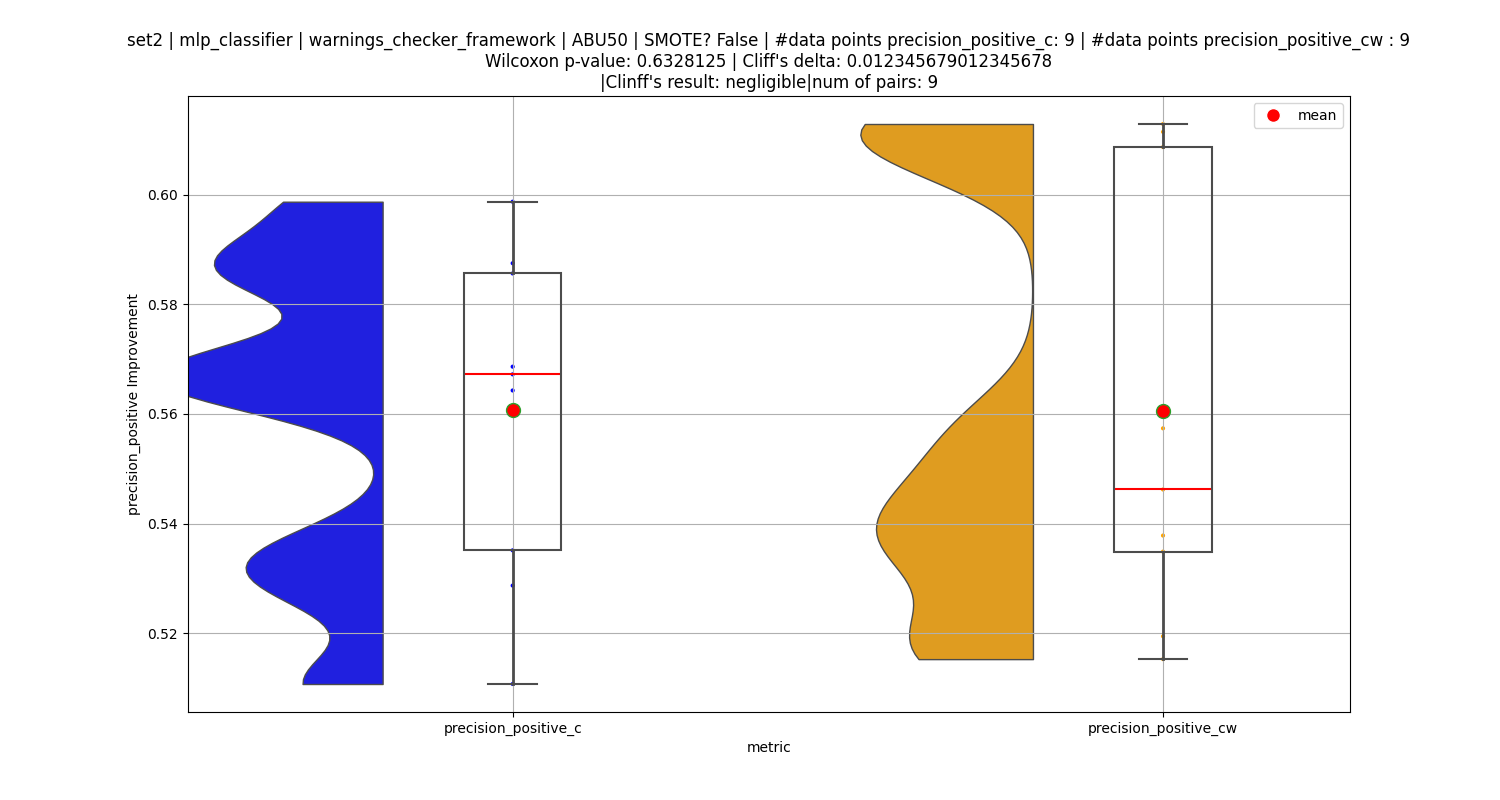 set2 | mlp_classifier | warnings_checker_framework | ABU50 | SMOTE? False | #data points precision_positive_c: 9 | #data points precision_positive_cw : 9
Wilcoxon p-value: 0.6328125 | Cliff's delta: 0.012345679012345678
|Clinff's result: negligible|num of pairs: 9
mean
0.60
0.58
0.56
0.54
0.52
precision_positive Improvement
precision_positive_c
precision_positive_cw
metric